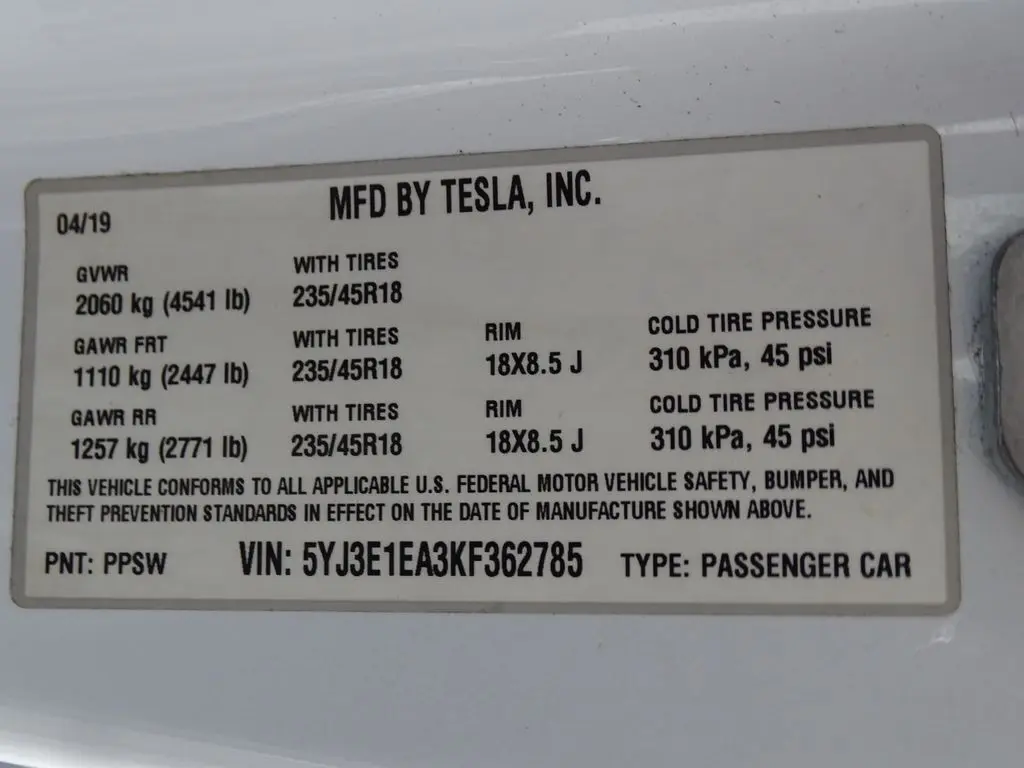 MFD BY TESLA, INC.
04/19
GVWR WITH TIRES
2060 kg (4541 lb) 235/45R18
GAWR FRT WITH TIRES RIM COLD TIRE PRESSURE
1110 kg (2447 lb) 235/45R18 18X8.5 J 310 kPa, 45 psi
GAWR RR WITH TIRES RIM COLD TIRE PRESSURE
1257 kg (2771 lb) 235/45R18 18X8.5 J 310 kPa, 45 psi
THIS VEHICLE CONFORMS TO ALL APPLICABLE U.S. FEDERAL MOTOR VEHICLE SAFETY, BUMPER, AND
THEFT PREVENTION STANDARDS IN EFFECT ON THE DATE OF MANUFACTURE SHOWN ABOVE.
PNT: PPSW VIN: 5YJ3E1EA3KF362785 TYPE: PASSENGER CAR